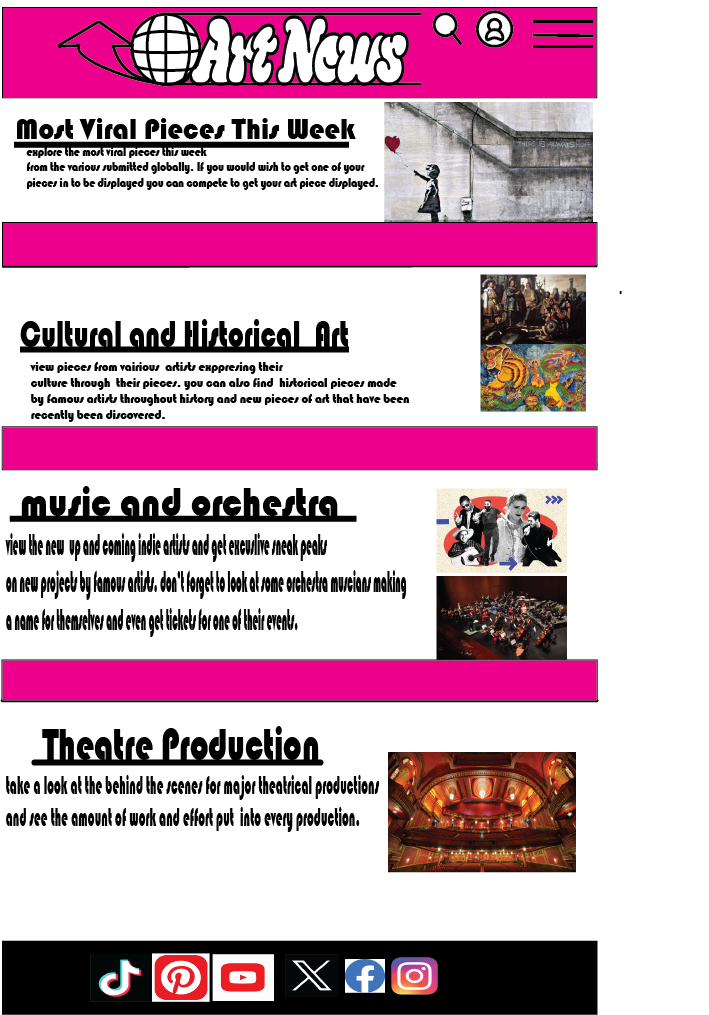 Art News
Most Viral Pieces This Week
explore the most viral pieces this week
from the various submitted globally. If you would wish to get one of your
pieces in to be displayed you can compete to get your art piece displayed.
THERE IS ALWAYS HOPE
Cultural and Historical Art
view pieces from vairious artists exppresing their
culture through their pieces. you can also find historical pieces made
by famous artists throughout history and new pieces of art that have been
recently been discovered.
music and orchestra
view the new up and coming indie artists and get excuslive sneak peaks
on new projects by famous artists. don't forget to look at some orchestra muscians making
a name for themselves and even get tickets for one of their events.
Theatre Production
take a look at the behind the scenes for major theatrical productions
and see the amount of work and effort put into every production.